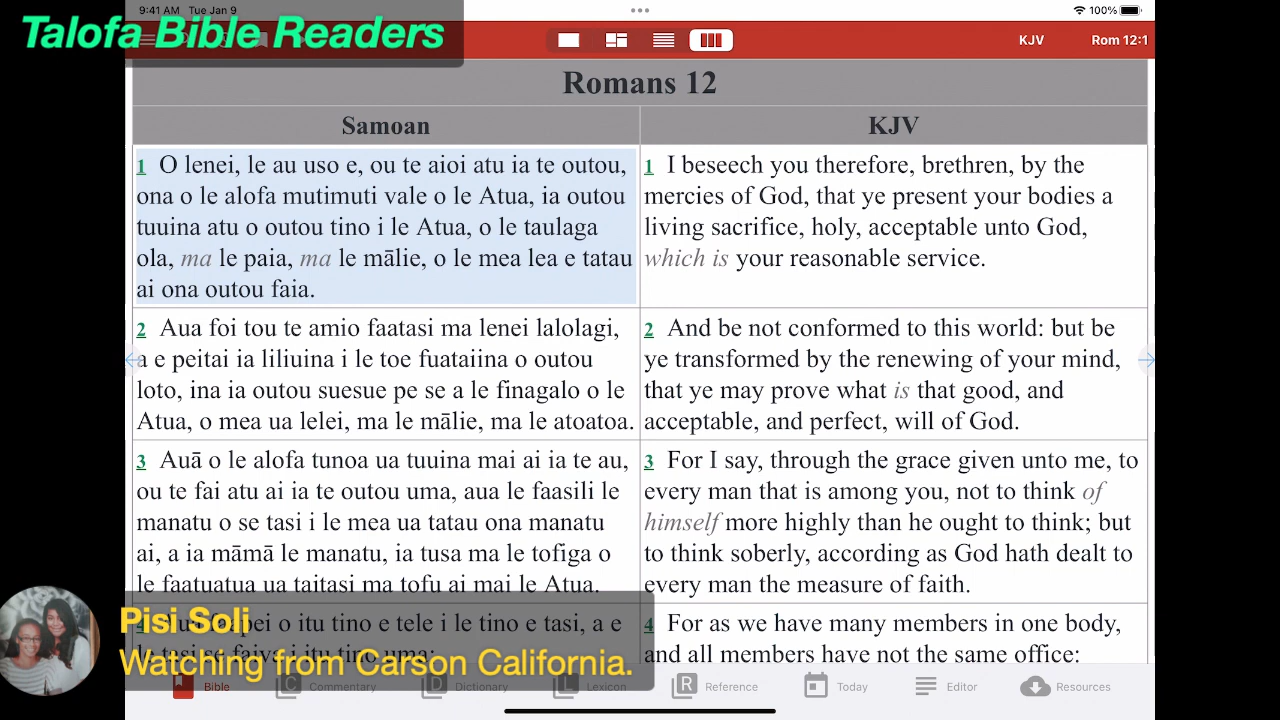 9:41 AM Tue Jan 9
100%
Talofa Bible Readers
KJV Rom 12:1
Romans 12
Samoan
1 O lenei, le au uso e, ou te aioi atu ia te outou,
ona o le alofa mutimuti vale o le Atua, ia outou
tuuina atu o outou tino i le Atua, o le taulaga
ola, ma le paia, ma le mālie, o le mea lea e tatau
ai ona outou faia.
2 Aua foi tou te amio faatasi ma lenei lalolagi,
a e peitai ia liliuina i le toe fuataiina o outou
loto, ina ia outou suesue pe se a le finagalo o le
Atua, o mea ua lelei, ma le mālie, ma le atoatoa.
3 Auā o le alofa tunoa ua tuuina mai ai ia te au,
ou te fai atu ai ia te outou uma, aua le faasili le
manatu o se tasi i le mea ua tatau ona manatu
ai, a ia māmā le manatu, ia tusa ma le tofiga o
le faatuatua ua taitasi ma tofu ai mai le Atua.
o itu tino e tele i le tino e tasi, a e
KJV
1 I beseech you therefore, brethren, by the
mercies of God, that ye present your bodies a
living sacrifice, holy, acceptable unto God,
which is your reasonable service.
2 And be not conformed to this world: but be
ye transformed by the renewing of your mind,
that ye may prove what is that good, and
acceptable, and perfect, will of God.
3 For I say, through the grace given unto me, to
every man that is among you, not to think of
himself more highly than he ought to think; but
to think soberly, according as God hath dealt to
every man the measure of faith.
4 For as we have many members in one body,
and all members have not the same office:
Pisi Soli
Watching from Carson California.
Bible Commentary Dictionary Lexicon Reference Today Editor Resources